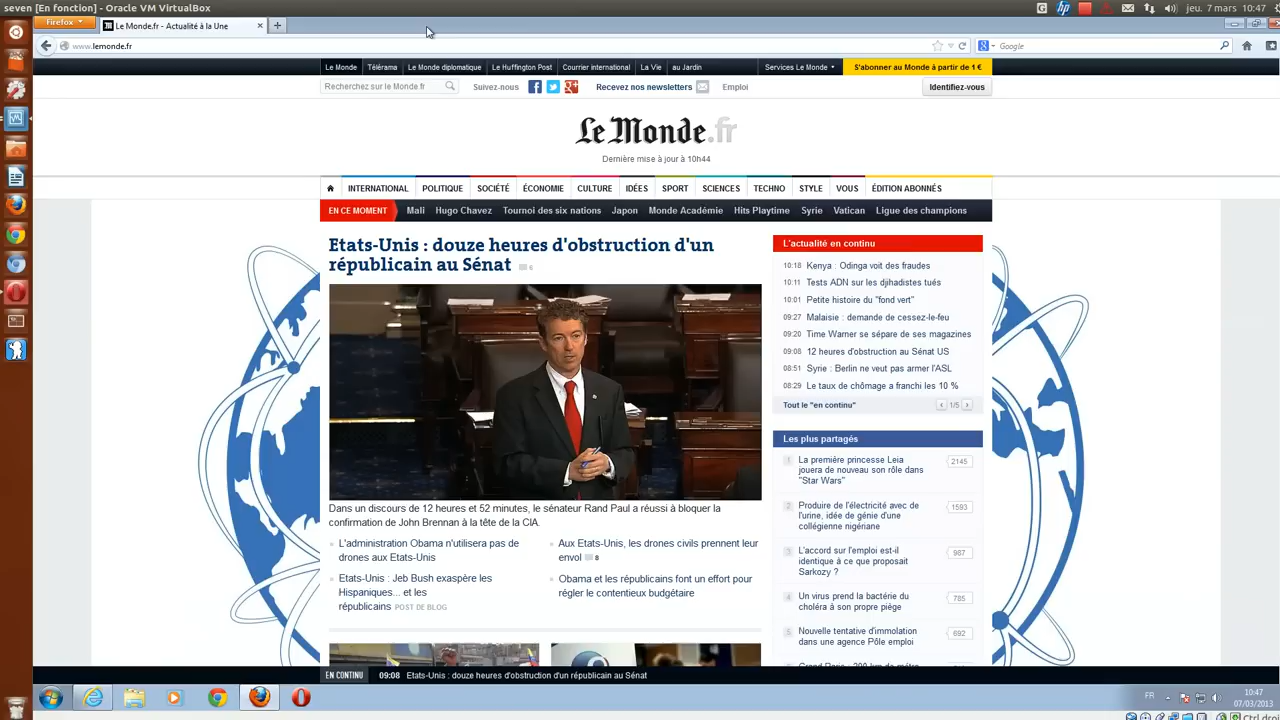 seven [En fonction] - Oracle VM VirtualBox
jeu. 7 mars 10:47
Firefox
Le Monde.fr - Actualité à la Une
www.lemonde.fr
Google
Le Monde Télérama Le Monde diplomatique Le Huffington Post Courrier international La Vie au Jardin Services Le Monde S'abonner au Monde à partir de 1 €
Recherchez sur le Monde.fr Suivez-nous Recevez nos newsletters Emploi Identifiez-vous
Le Monde.fr
Dernière mise à jour à 10h44
INTERNATIONAL POLITIQUE SOCIÉTÉ ÉCONOMIE CULTURE IDÉES SPORT SCIENCES TECHNO STYLE VOUS ÉDITION ABONNÉS
EN CE MOMENT Mali Hugo Chavez Tournoi des six nations Japon Monde Académie Hits Playtime Syrie Vatican Ligue des champions
Etats-Unis : douze heures d'obstruction d'un
républicain au Sénat 6
Dans un discours de 12 heures et 52 minutes, le sénateur Rand Paul a réussi à bloquer la
confirmation de John Brennan à la tête de la CIA.
L'administration Obama n'utilisera pas de
drones aux Etats-Unis
Etats-Unis : Jeb Bush exaspère les
Hispaniques... et les
républicains POST DE BLOG
Aux Etats-Unis, les drones civils prennent leur
envol 8
Obama et les républicains font un effort pour
régler le contentieux budgétaire
L'actualité en continu
10:18 Kenya : Odinga voit des fraudes
10:11 Tests ADN sur les djihadistes tués
10:01 Petite histoire du "fond vert"
09:27 Malaisie : demande de cessez-le-feu
09:20 Time Warner se sépare de ses magazines
09:08 12 heures d'obstruction au Sénat US
08:51 Syrie : Berlin ne veut pas armer l'ASL
08:29 Le taux de chômage a franchi les 10 %
Tout le "en continu" 1/5
Les plus partagés
1 La première princesse Leia 2145
jouera de nouveau son rôle dans
"Star Wars"
2 Produire de l'électricité avec de 1593
l'urine, idée de génie d'une
collégienne nigériane
3 L'accord sur l'emploi est-il 987
identique à ce que proposait
Sarkozy ?
4 Un virus prend la bactérie du 785
choléra à son propre piège
5 Nouvelle tentative d'immolation 692
dans une agence Pôle emploi
EN CONTINU 09:08 Etats-Unis : douze heures d'obstruction d'un républicain au Sénat
FR
10:47
07/03/2013
Ctrl droit